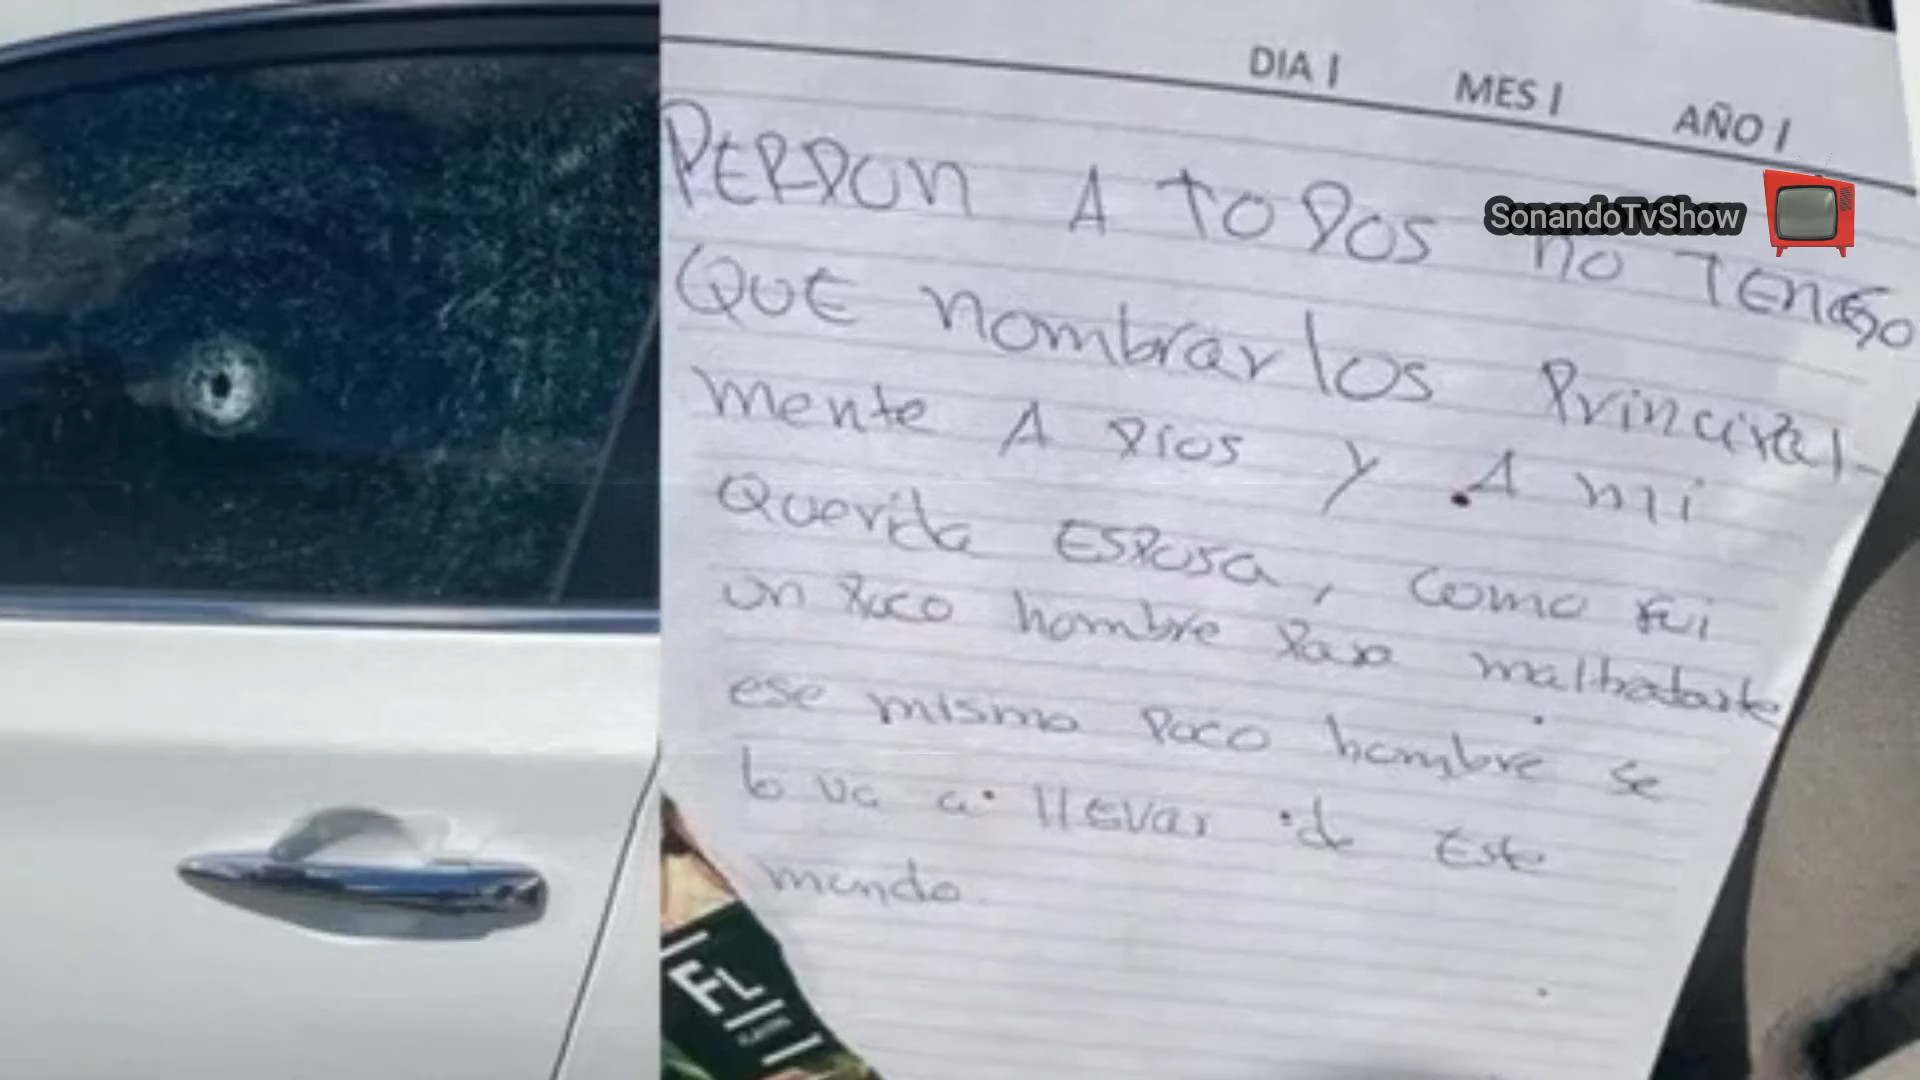 DIA / MES / AÑO /
SonandoTvShow
PERDON A TODOS no TENGO
QUE nombrarlos Principal-
mente A Dios y A mi
Querida ESPOSA, como fui
un Poco hombre Para maltratarte
ese mismo Poco hombre se
lo va a llevar de Este
mundo.